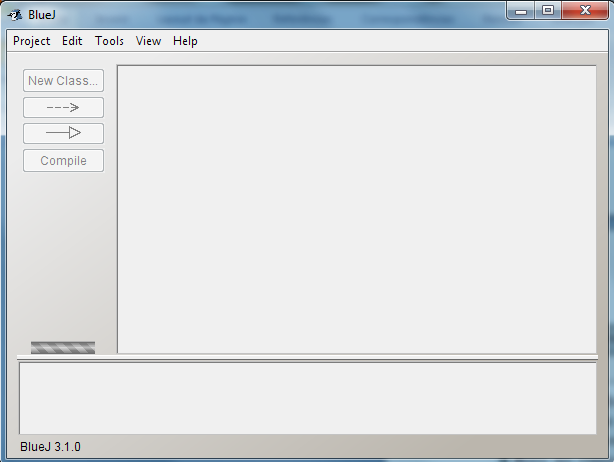 BlueJ
Project Edit Tools View Help
New Class...
Compile
BlueJ 3.1.0